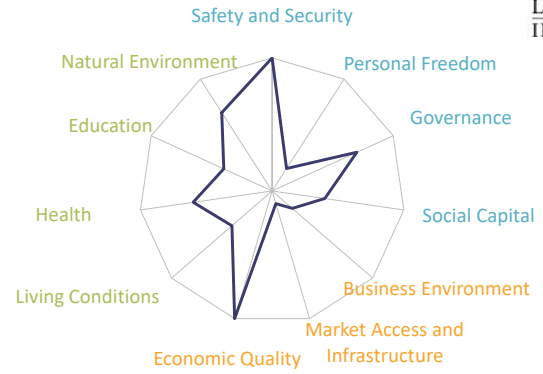 Safety and Security
Natural Environment
Personal Freedom
Education
Governance
Health
Social Capital
Living Conditions
Business Environment
Market Access and
Infrastructure
Economic Quality